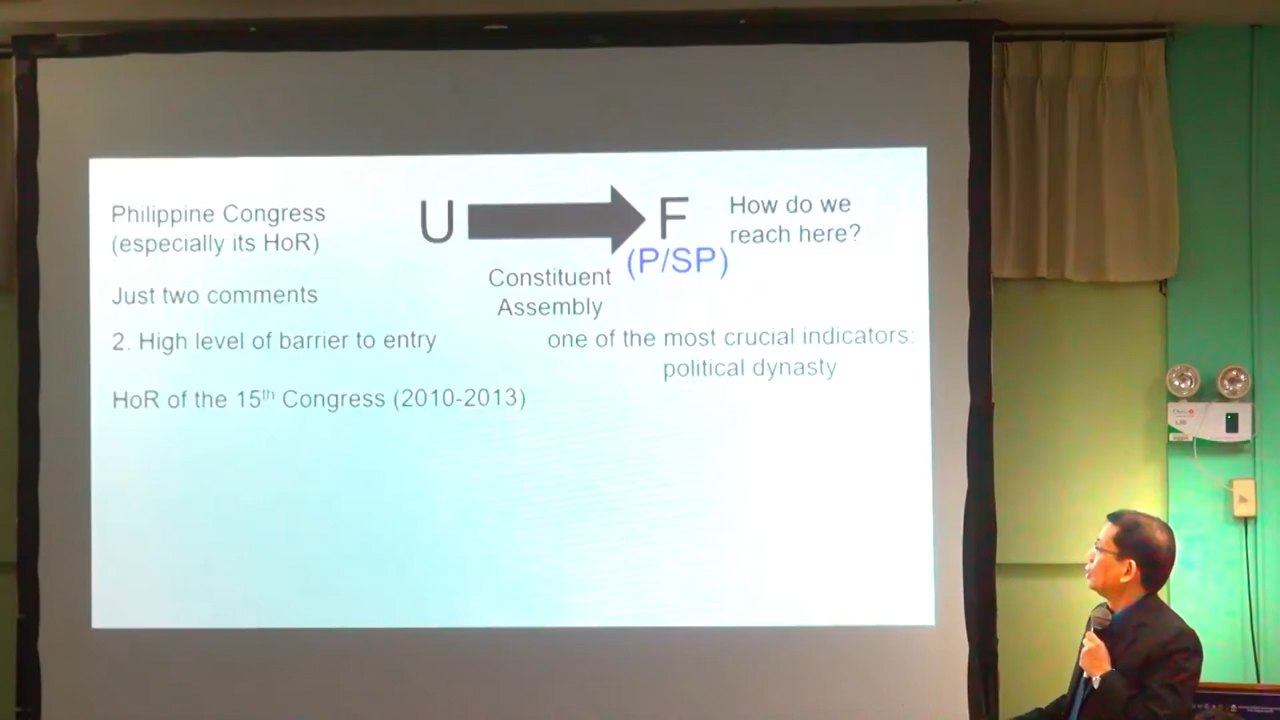 Philippine Congress
(especially its HoR)
U
F
(P/SP)
How do we
reach here?
Constituent
Assembly
Just two comments
2. High level of barrier to entry
one of the most crucial indicators:
political dynasty
HoR of the 15th Congress (2010-2013)